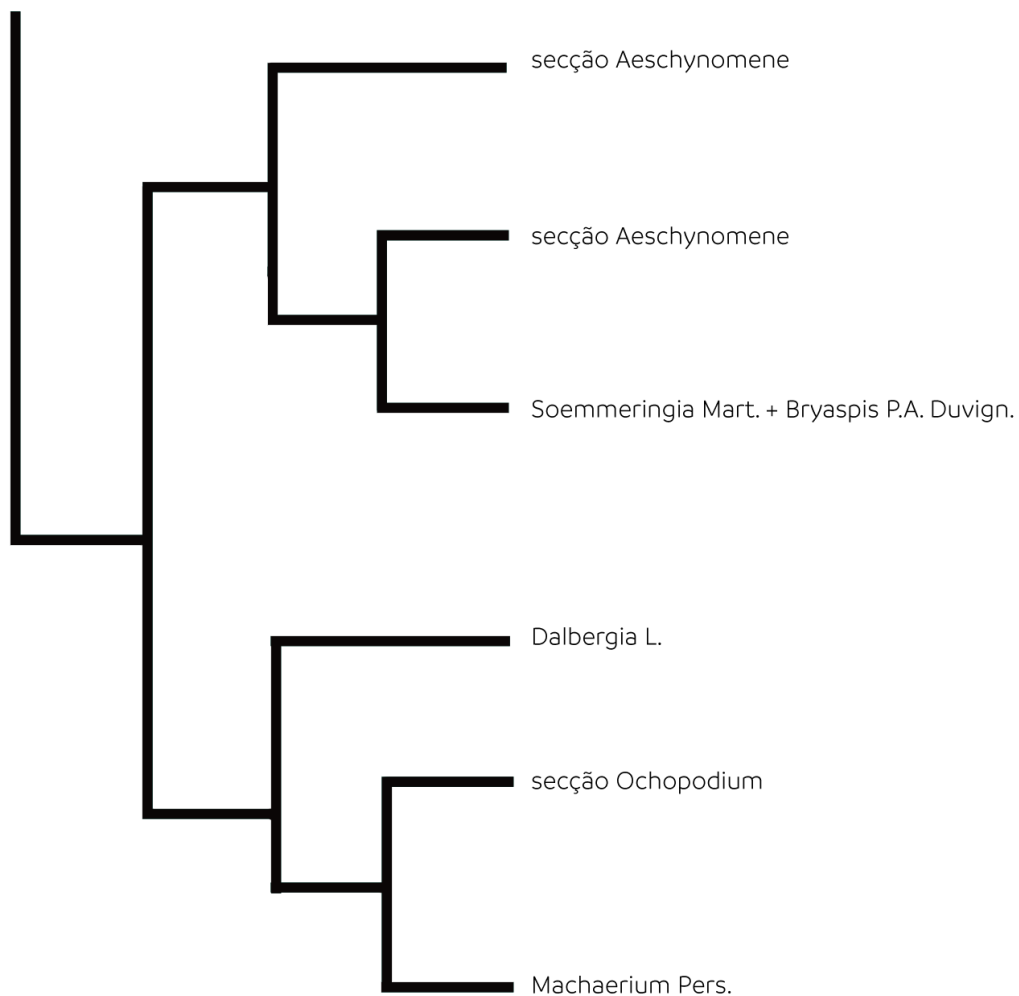 secção Aeschynomene
secção Aeschynomene
Soemmeringia Mart. + Bryaspis P.A. Duvign.
Dalbergia L.
secção Ochopodium
Machaerium Pers.